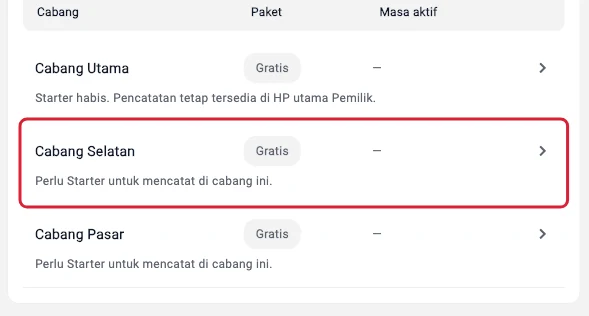 Cabang Paket Masa aktif
Cabang Utama Gratis —
Starter habis. Pencatatan tetap tersedia di HP utama Pemilik.
Cabang Selatan Gratis —
Perlu Starter untuk mencatat di cabang ini.
Cabang Pasar Gratis —
Perlu Starter untuk mencatat di cabang ini.